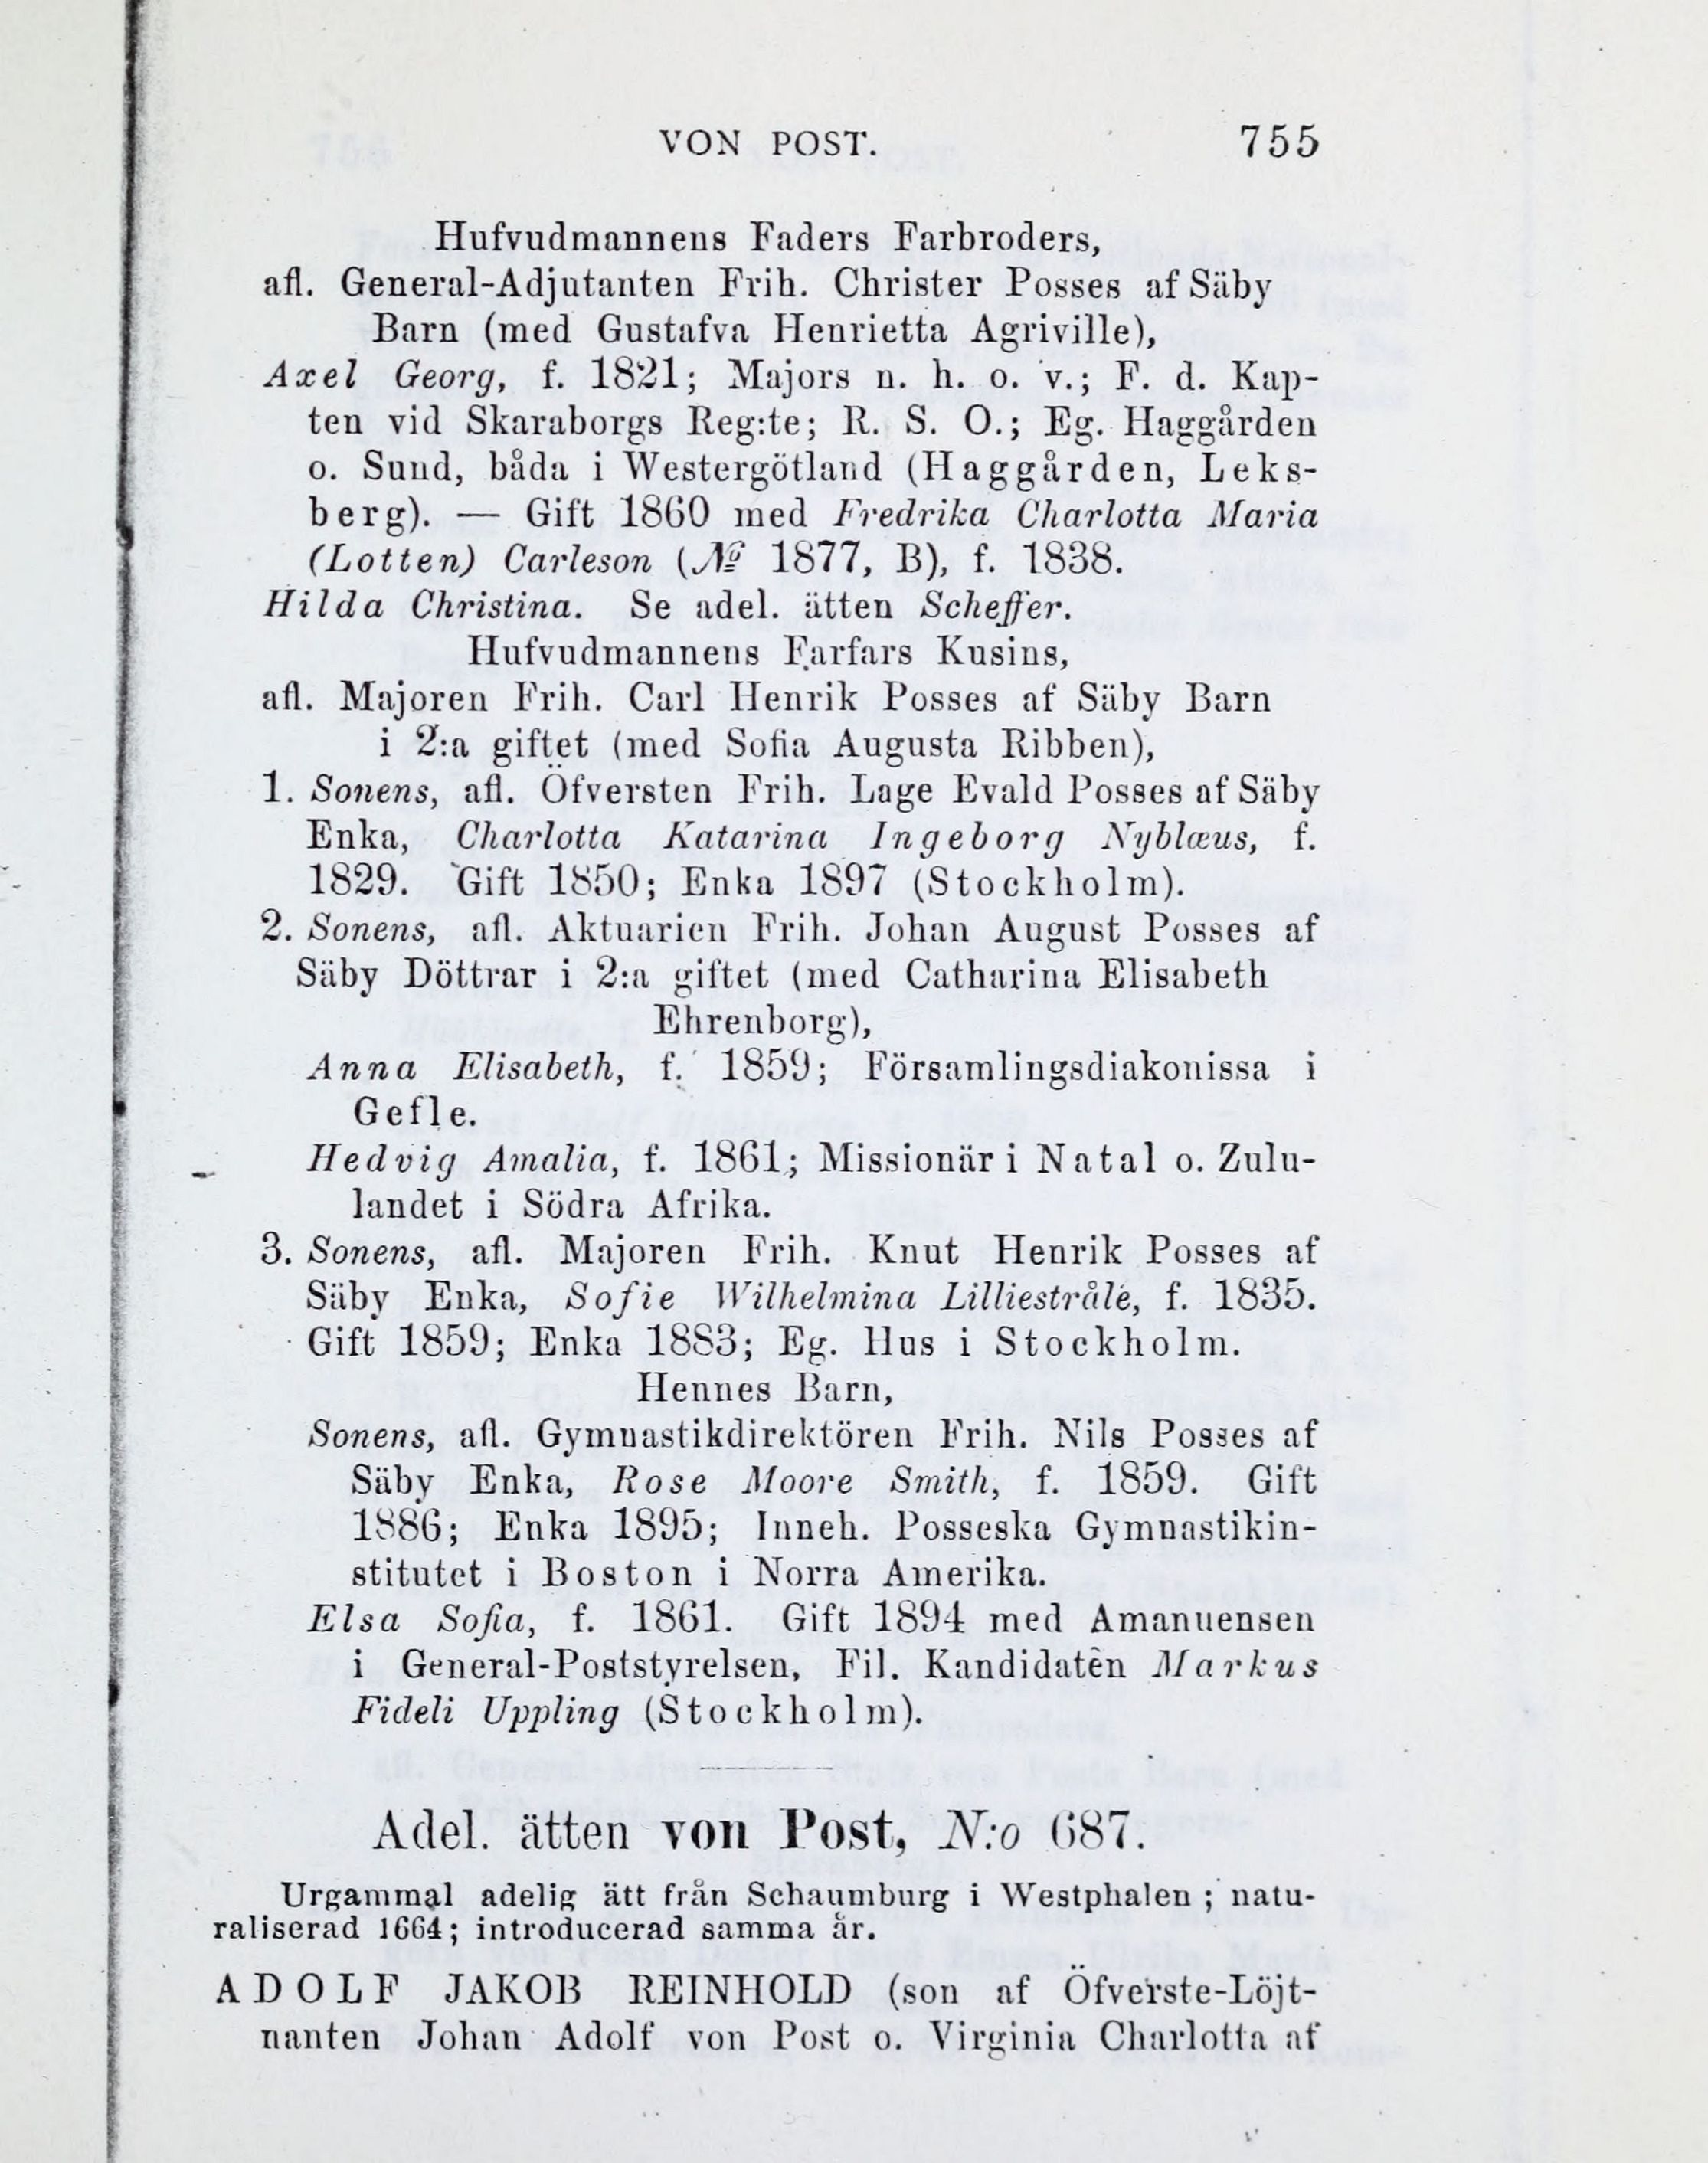 VON POST. 755
Hufvudmannens Faders Farbroders,
afl. General-Adjutanten Frih. Christer Posses af Säby
Barn (med Gustafva Henrietta Agriville),
Axel Georg, f. 1821; Majors n. h. o. v.; F. d. Kap-
ten vid Skaraborgs Reg:te; R. S. O.; Eg. Haggården
o. Sund, båda i Westergötland (Haggården, Leks-
berg). — Gift 1860 med Fredrika Charlotta Maria
(Lotten) Carleson (№ 1877, B), f. 1838.
Hilda Christina. Se adel. ätten Scheffer.
Hufvudmannens Farfars Kusins,
afl. Majoren Frih. Carl Henrik Posses af Säby Barn
i 2:a giftet (med Sofia Augusta Ribben),
1. Sonens, afl. Öfversten Frih. Lage Evald Posses af Säby
Enka, Charlotta Katarina Ingeborg Nyblæus, f.
1829. Gift 1850; Enka 1897 (Stockholm).
2. Sonens, afl. Aktuarien Frih. Johan August Posses af
Säby Döttrar i 2:a giftet (med Catharina Elisabeth
Ehrenborg),
Anna Elisabeth, f. 1859; Församlingsdiakonissa i
Gefle.
Hedvig Amalia, f. 1861; Missionär i Natal o. Zulu-
landet i Södra Afrika.
3. Sonens, afl. Majoren Frih. Knut Henrik Posses af
Säby Enka, Sofie Wilhelmina Lilliestråle, f. 1835.
Gift 1859; Enka 1883; Eg. Hus i Stockholm.
Hennes Barn,
Sonens, afl. Gymnastikdirektören Frih. Nils Posses af
Säby Enka, Rose Moore Smith, f. 1859. Gift
1886; Enka 1895; Inneh. Posseska Gymnastikin-
stitutet i Boston i Norra Amerika.
Elsa Sofia, f. 1861. Gift 1894 med Amanuensen
i General-Poststyrelsen, Fil. Kandidaten Markus
Fideli Uppling (Stockholm).
Adel. ätten von Post, N:o 687.
Urgammal adelig ätt från Schaumburg i Westphalen; natu-
raliserad 1664; introducerad samma år.
ADOLF JAKOB REINHOLD (son af Öfverste-Löjt-
nanten Johan Adolf von Post o. Virginia Charlotta af